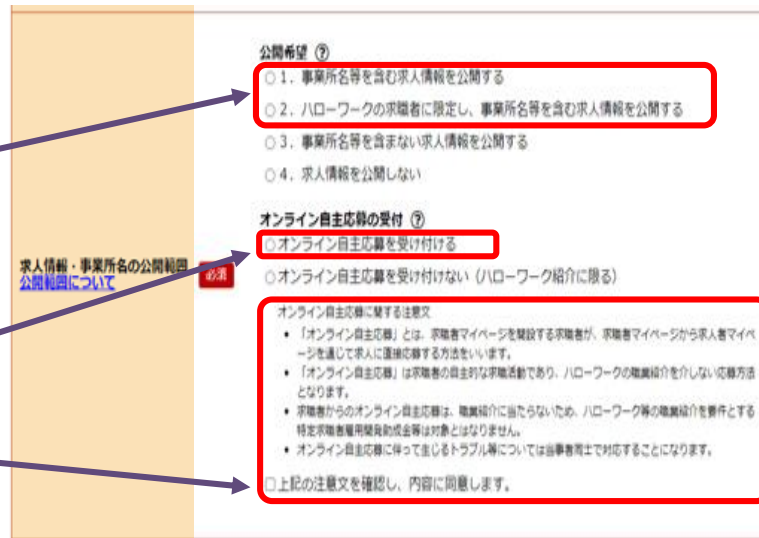 公開希望 ?
○1. 事業所名等を含む求人情報を公開する
○2. ハローワークの求職者に限定し、事業所名等を含む求人情報を公開する
○3. 事業所名等を含まない求人情報を公開する
○4. 求人情報を公開しない
オンライン自主応募の受付 ?
○オンライン自主応募を受け付ける
求人情報・事業所名の公開範囲 必須
公開範囲について
○オンライン自主応募を受け付けない（ハローワーク紹介に限る）
オンライン自主応募に関する注意文
• 「オンライン自主応募」とは、求職者マイページを開設する求職者が、求職者マイページから求人者マイペ
ージを通じて求人に直接応募する方法をいいます。
• 「オンライン自主応募」は求職者の自主的な求職活動であり、ハローワークの職業紹介を介しない応募方法
となります。
• 求職者からのオンライン自主応募は、職業紹介に当たらないため、ハローワーク等の職業紹介を要件とする
特定求職者雇用開発助成金等は対象とはなりません。
• オンライン自主応募に伴って生じるトラブル等については当事者同士で対応することになります。
□上記の注意文を確認し、内容に同意します。